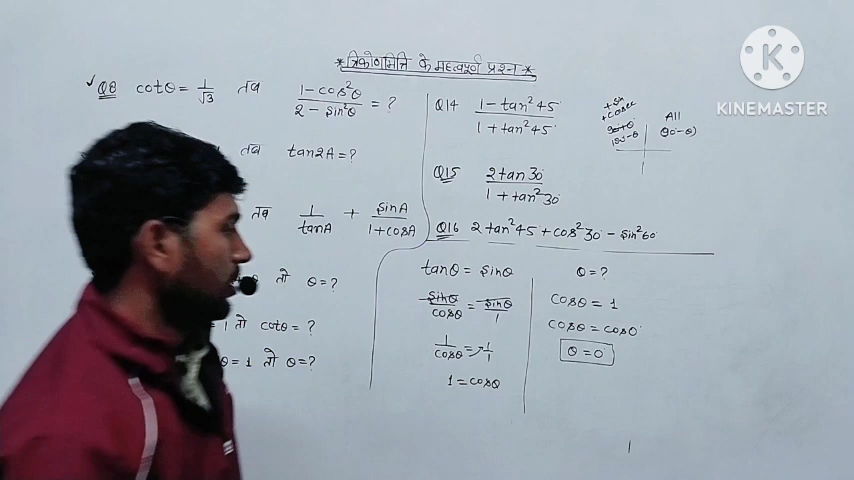 *त्रिकोणमिति के महत्वपूर्ण प्रश्न*
Q8 cotθ = 1/√3 तब (1 - cos²θ)/(2 - sin²θ) = ?
तब tan2A = ?
तब 1/tanA + sinA/(1 + cosA)
तो θ = ?
= 1 तो cotθ = ?
θ = 1 तो θ = ?
Q14 (1 - tan²45°)/(1 + tan²45°)
Q15 2tan30°/(1 + tan²30°)
Q16 2tan²45° + cos²30° - sin²60°
tanθ = sinθ θ = ?
sinθ/cosθ = sinθ/1
1/cosθ = 1/1
1 = cosθ
cosθ = 1
cosθ = cos0°
θ = 0°
+cosec
90+θ
180-θ
All
(90-θ)
KINEMASTER